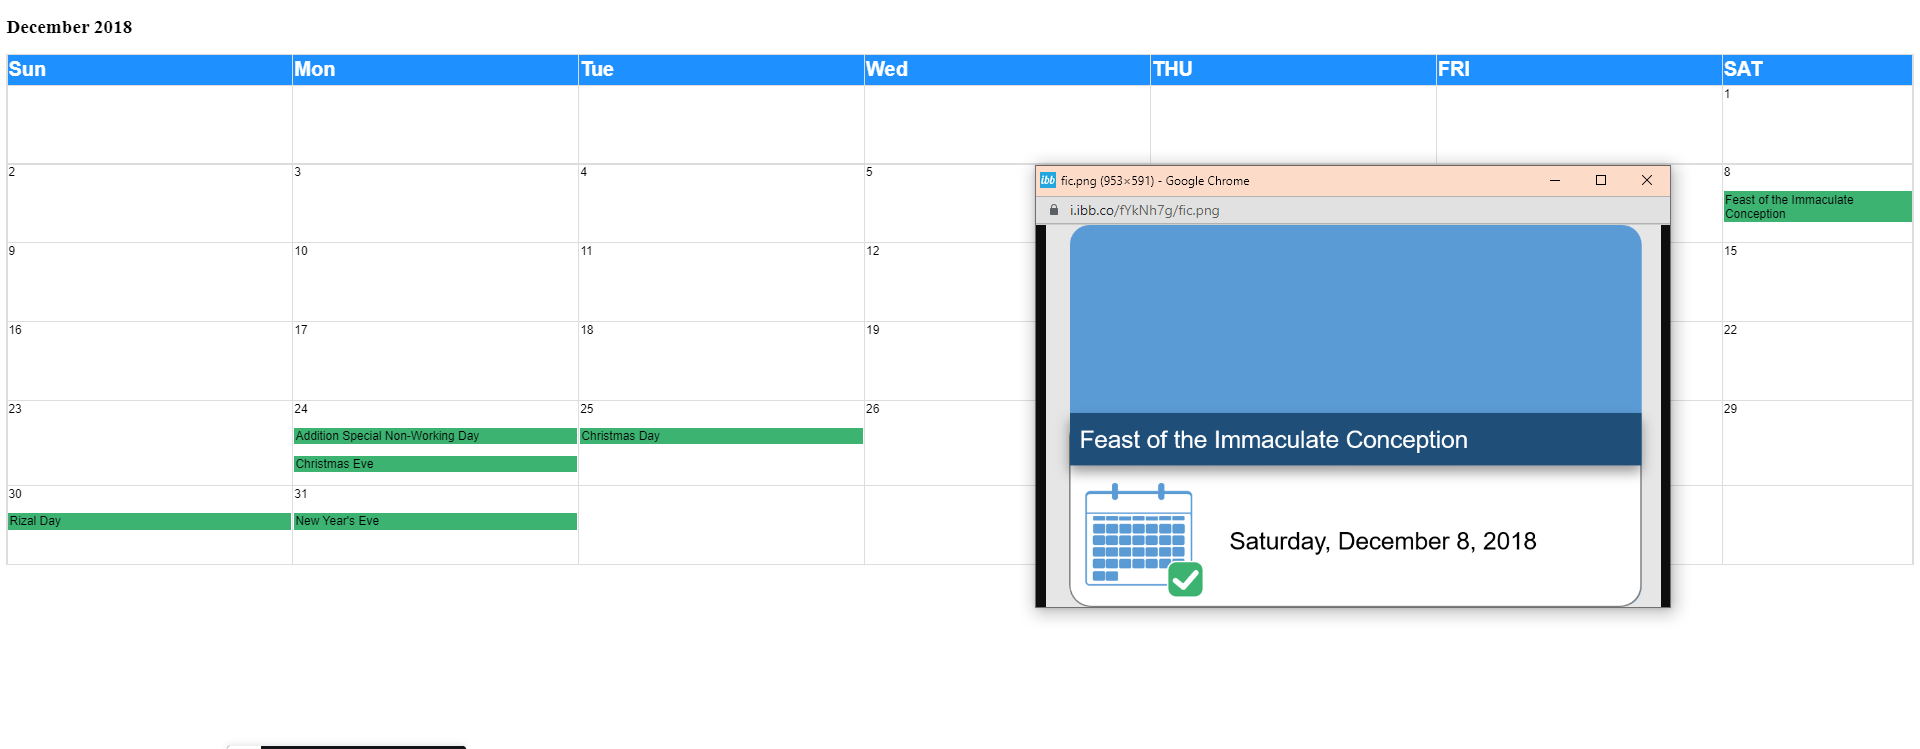 December 2018
Sun Mon Tue Wed THU FRI SAT
1
2 3 4 5 8
Feast of the Immaculate
Conception
ibb fic.png (953×591) - Google Chrome
i.ibb.co/fYkNh7g/fic.png
9 10 11 12 15
16 17 18 19 22
23 24 25 26 29
Addition Special Non-Working Day Christmas Day
Christmas Eve
Feast of the Immaculate Conception
30 31
Rizal Day New Year's Eve
Saturday, December 8, 2018